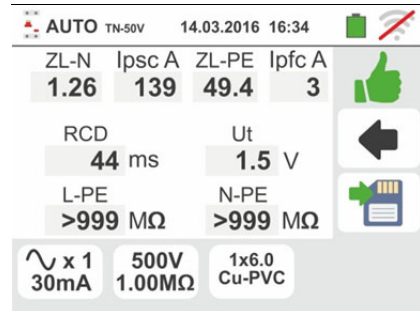 AUTO TN-50V 14.03.2016 16:34
ZL-N Ipsc A ZL-PE Ipfc A
1.26 139 49.4 3
RCD Ut
44 ms 1.5 V
L-PE N-PE
>999 MΩ >999 MΩ
x 1 500V 1x6.0
30mA 1.00MΩ Cu-PVC